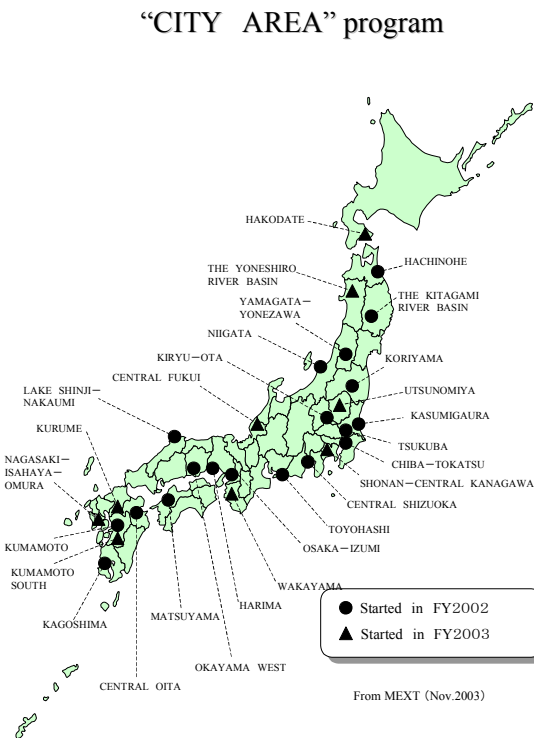 “CITY AREA” program
HAKODATE
HACHINOHE
THE YONESHIRO
RIVER BASIN
THE KITAGAMI
RIVER BASIN
YAMAGATA－
YONEZAWA
NIIGATA
KORIYAMA
KIRYU－OTA
CENTRAL FUKUI
UTSUNOMIYA
LAKE SHINJI－
NAKAUMI
KASUMIGAURA
KURUME
TSUKUBA
CHIBA－TOKATSU
NAGASAKI－
ISAHAYA－
OMURA
SHONAN－CENTRAL KANAGAWA
CENTRAL SHIZUOKA
TOYOHASHI
OSAKA－IZUMI
KUMAMOTO
KUMAMOTO
SOUTH
WAKAYAMA
HARIMA
KAGOSHIMA
MATSUYAMA
OKAYAMA WEST
CENTRAL OITA
Started in FY2002
Started in FY2003
From MEXT (Nov.2003)